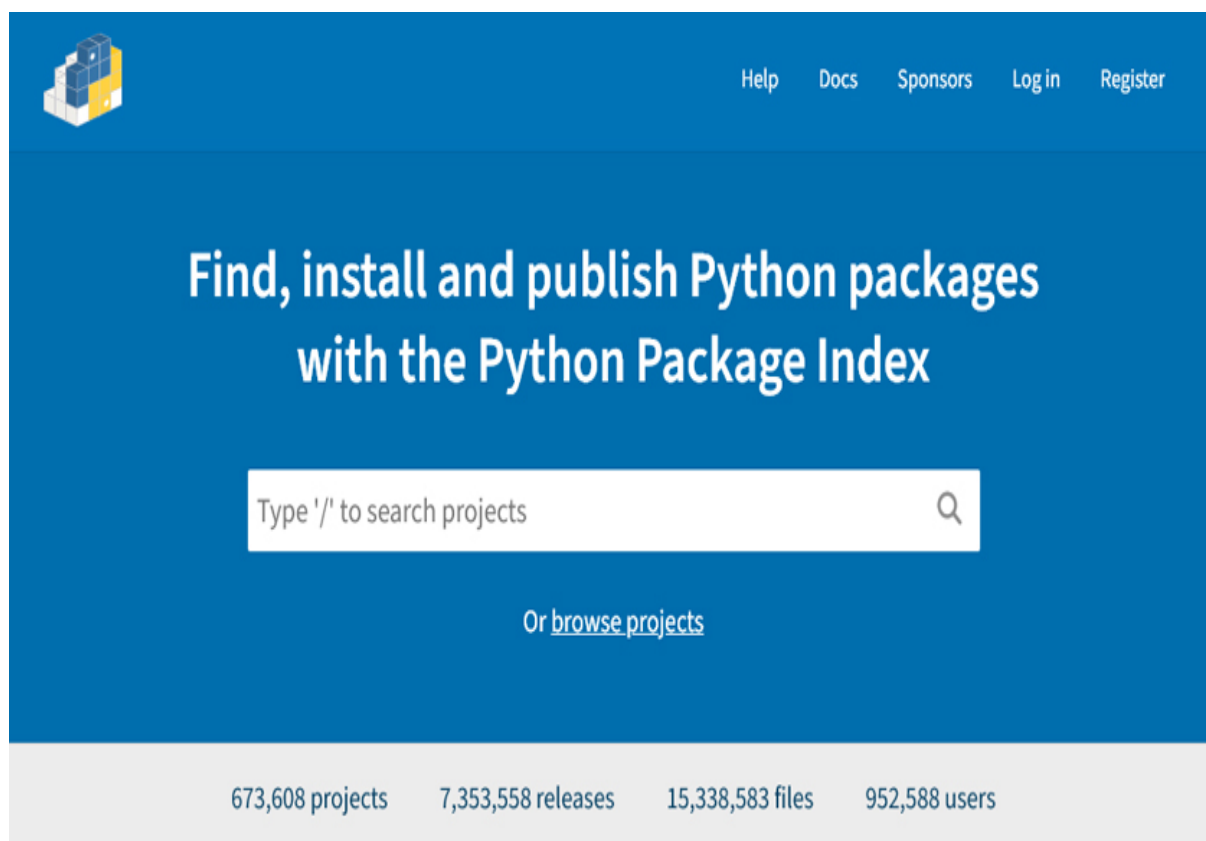 Help Docs Sponsors Log in Register
Find, install and publish Python packages
with the Python Package Index
Type '/' to search projects
Or browse projects
673,608 projects 7,353,558 releases 15,338,583 files 952,588 users